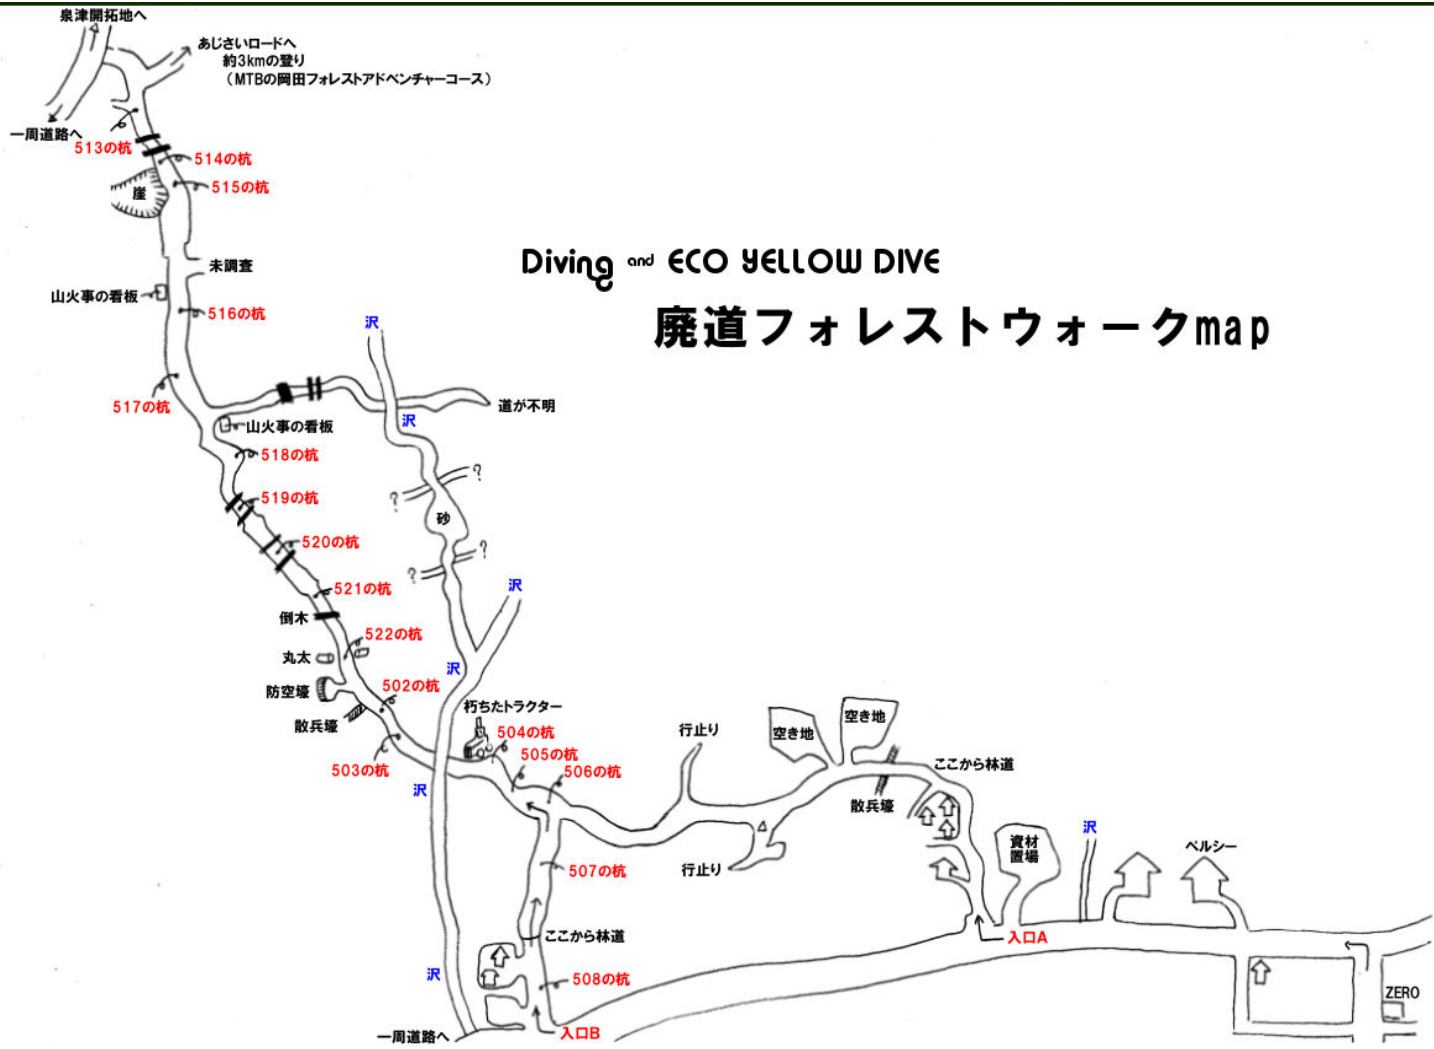 泉津開拓地へ
あじさいロードへ
約3kmの登り
（MTBの岡田フォレストアドベンチャーコース）
一周道路へ
513の杭
514の杭
515の杭
崖
未調査
山火事の看板
516の杭
Diving and ECO YELLOW DIVE
廃道フォレストウォークmap
沢
517の杭
道が不明
沢
山火事の看板
518の杭
?
?
519の杭
砂
520の杭
?
?
521の杭
沢
倒木
522の杭
丸太
沢
防空壕
502の杭
散兵壕
朽ちたトラクター
504の杭
505の杭
506の杭
503の杭
沢
行止り
空き地
空き地
ここから林道
散兵壕
行止り
資材
置場
沢
ペルシー
507の杭
ここから林道
入口A
沢
508の杭
ZERO
一周道路へ
入口B